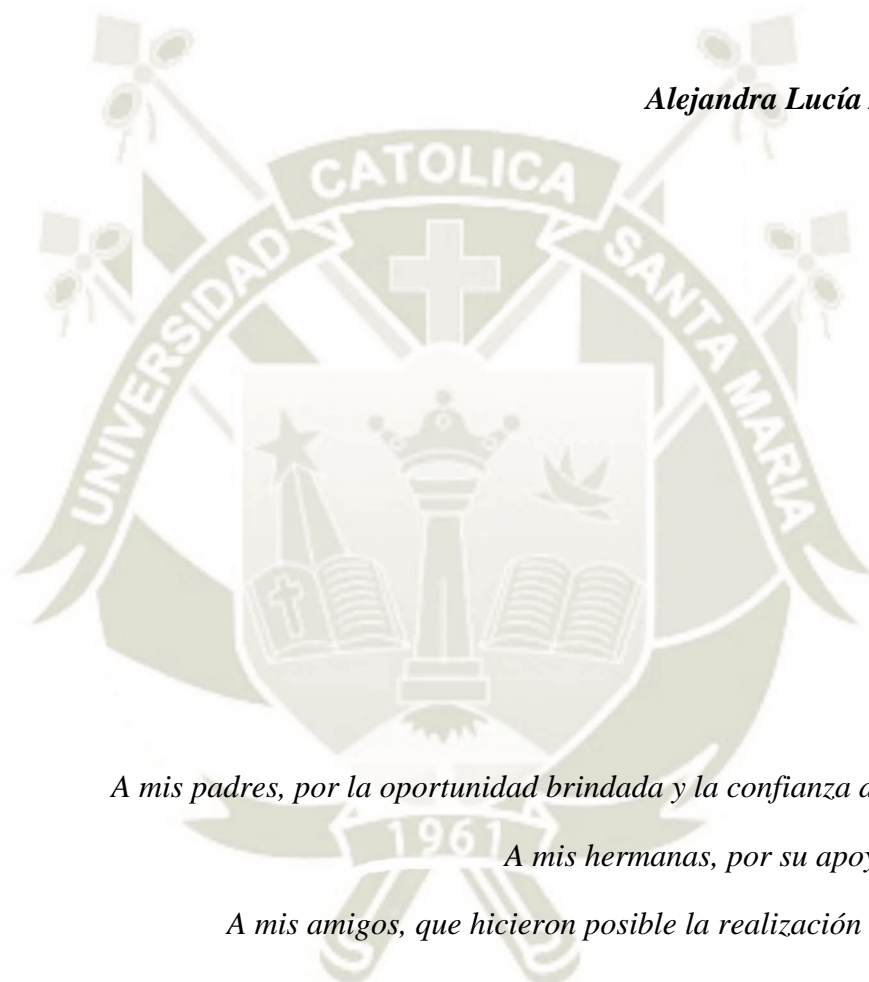 Alejandra Lucía
CATOLICA
UNIVERSIDAD
SANTA MARIA
A mis padres, por la oportunidad brindada y la confianza
1961
A mis hermanas, por su
A mis amigos, que hicieron posible la realización